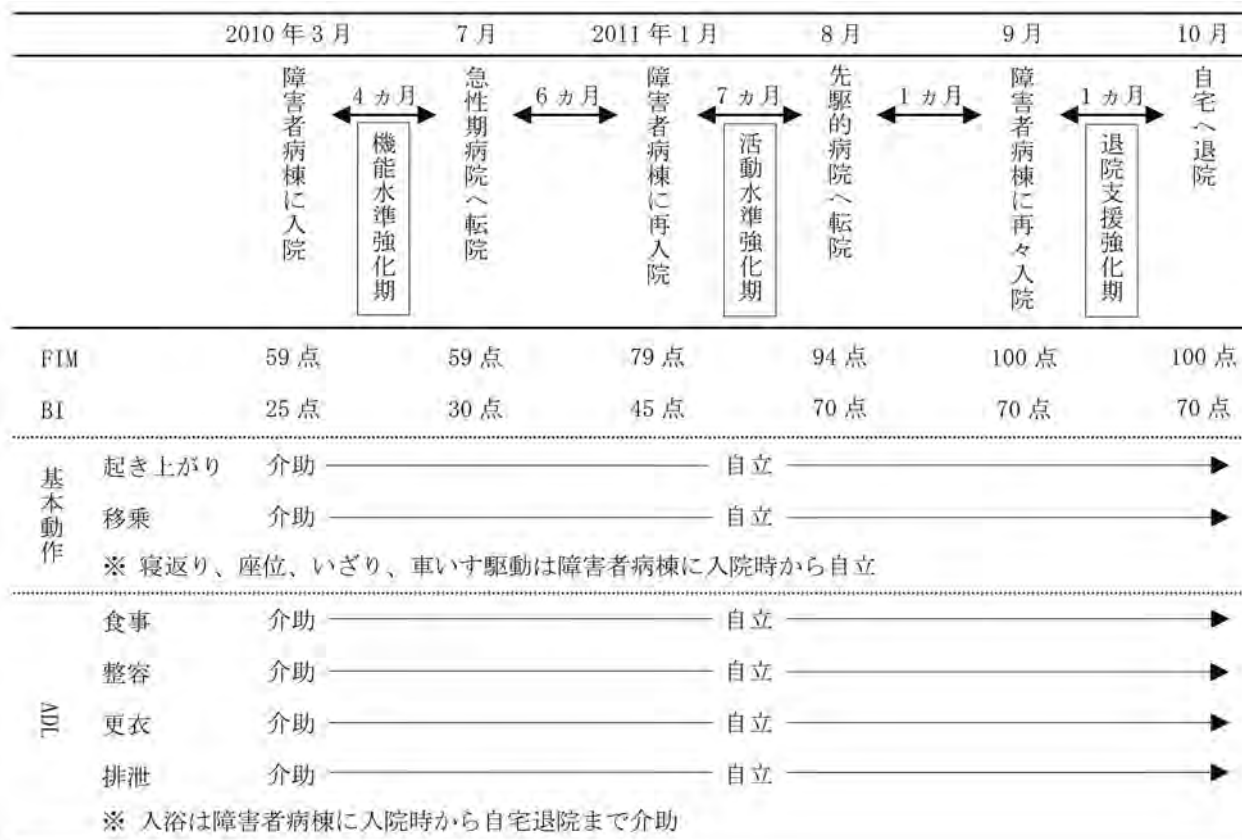 2010年3月 7月 2011年1月 8月 9月 10月
障害者病棟に入院
4ヵ月
機能水準強化期
急性期病院へ転院
6ヵ月
障害者病棟に再入院
7ヵ月
活動水準強化期
先駆的病院へ転院
1ヵ月
障害者病棟に再々入院
1ヵ月
退院支援強化期
自宅へ退院
FIM 59点 59点 79点 94点 100点 100点
BI 25点 30点 45点 70点 70点 70点
基本動作
起き上がり 介助 自立
移乗 介助 自立
※ 寝返り、座位、いざり、車いす駆動は障害者病棟に入院時から自立
ADL
食事 介助 自立
整容 介助 自立
更衣 介助 自立
排泄 介助 自立
※ 入浴は障害者病棟に入院時から自宅退院まで介助